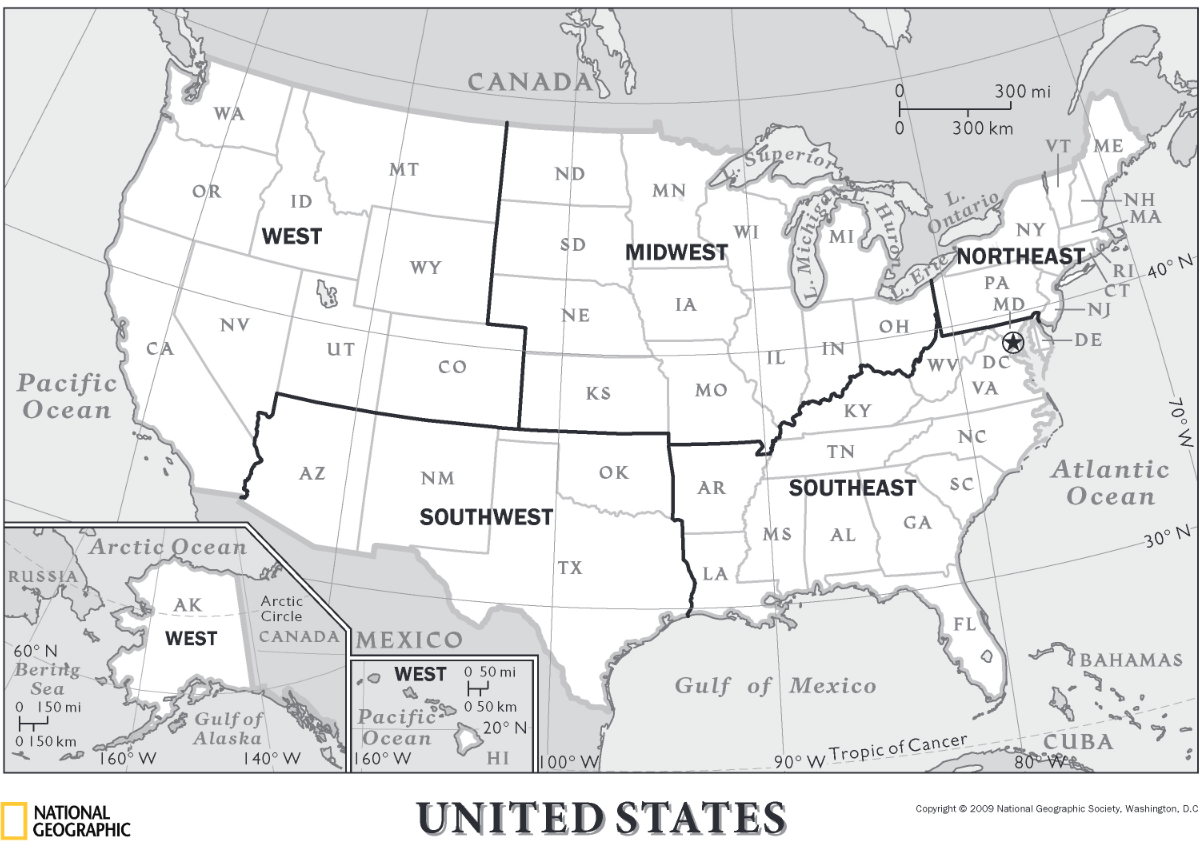 CANADA
0 300 mi
0 300 km
WA
MT
ND
MN
L. Superior
VT
ME
OR
ID
WEST
SD
WI
L. Michigan
MI
L. Huron
L.
Ontario
NH
MA
NY
MIDWEST
NORTHEAST
L. Erie
WY
RI
CT
40° N
PA
MD
NJ
NE
IA
OH
DE
NV
UT
CO
CA
IL
IN
WV
DC
VA
KS
MO
KY
Pacific
Ocean
70° W
NC
TN
AZ
NM
OK
AR
SOUTHEAST
SC
Atlantic
Ocean
SOUTHWEST
MS
AL
GA
30° N
TX
LA
FL
Arctic Ocean
RUSSIA
AK
WEST
Arctic
Circle
CANADA
60° N
Bering
Sea
0 150 mi
0 150 km
Gulf of
Alaska
160° W
140° W
MEXICO
WEST
0 50 mi
0 50 km
Pacific
Ocean
20° N
160° W
HI
Gulf of Mexico
BAHAMAS
CUBA
Tropic of Cancer
100° W
90° W
80° W
NATIONAL
GEOGRAPHIC
UNITED STATES
Copyright © 2009 National Geographic Society, Washington, D.C